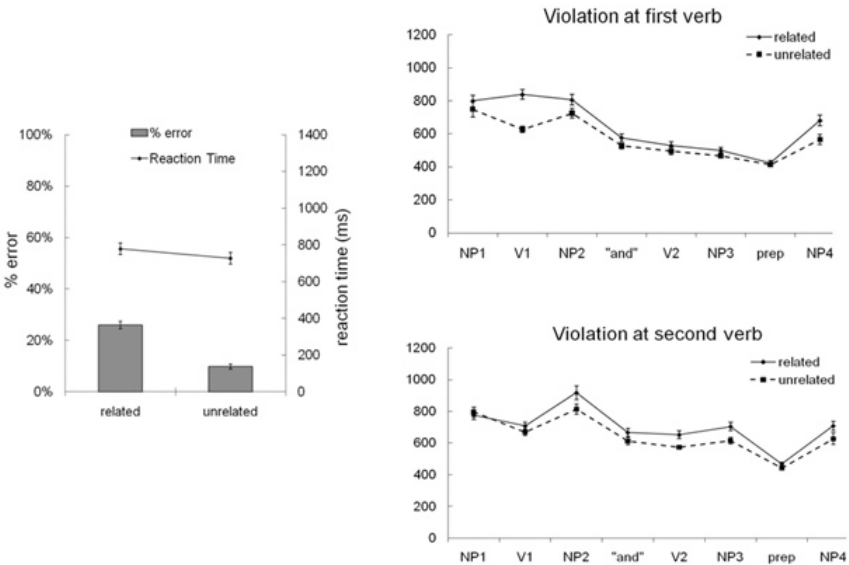 % error
Reaction Time
100%
80%
60%
40%
20%
0%
% error
1400
1200
1000
800
600
400
200
0
reaction time (ms)
related unrelated
Violation at first verb
related
unrelated
1200
1000
800
600
400
200
0
NP1 V1 NP2 "and" V2 NP3 prep NP4
Violation at second verb
related
unrelated
1200
1000
800
600
400
200
0
NP1 V1 NP2 "and" V2 NP3 prep NP4